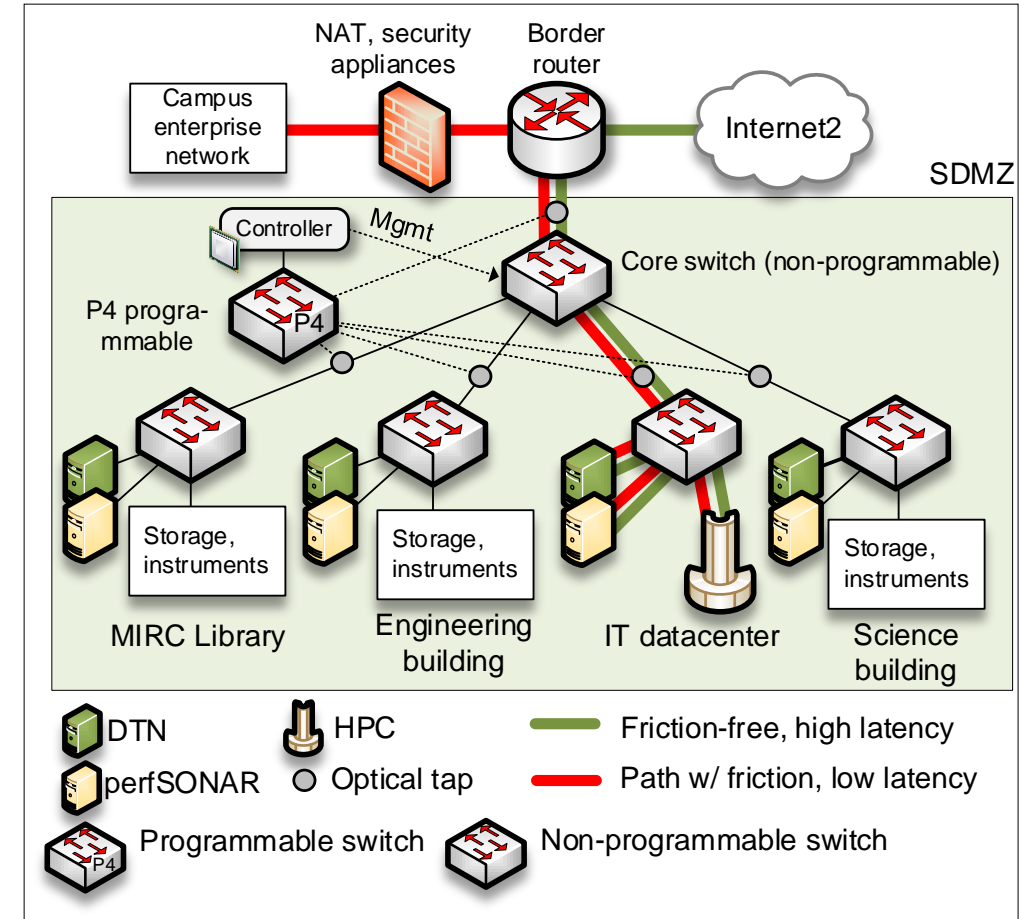 NAT, security
appliances
Border
router
Campus
enterprise
network
Internet2
SDMZ
Controller
Mgmt
Core switch (non-programmable)
P4 progra-
mmable
P4
Storage,
instruments
Storage,
instruments
Storage,
instruments
MIRC Library
Engineering
building
IT datacenter
Science
building
DTN
HPC
Friction-free, high latency
perfSONAR
Optical tap
Path w/ friction, low latency
P4
Programmable switch
Non-programmable switch